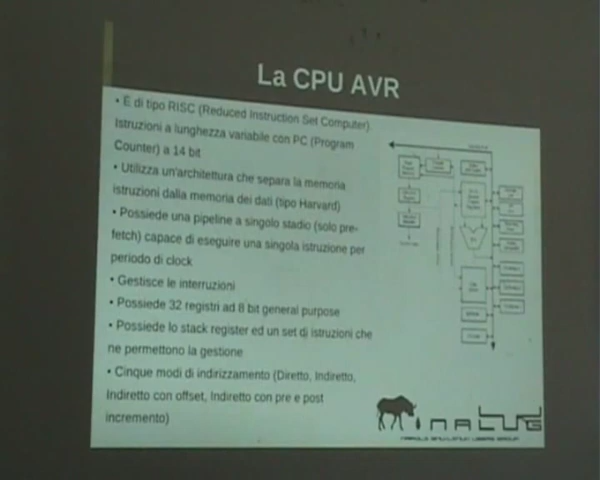 La CPU AVR
• È di tipo RISC (Reduced Instruction Set Computer)
Istruzioni a lunghezza variabile con PC (Program
Counter) a 14 bit
• Utilizza un'architettura che separa la memoria
istruzioni dalla memoria dei dati (tipo Harvard)
• Possiede una pipeline a singolo stadio (solo pre-
fetch) capace di eseguire una singola istruzione per
periodo di clock
• Gestisce le interruzioni
• Possiede 32 registri ad 8 bit general purpose
• Possiede lo stack register ed un set di istruzioni che
ne permettono la gestione
• Cinque modi di indirizzamento (Diretto, Indiretto,
Indiretto con offset, Indiretto con pre e post
incremento)
NALUG